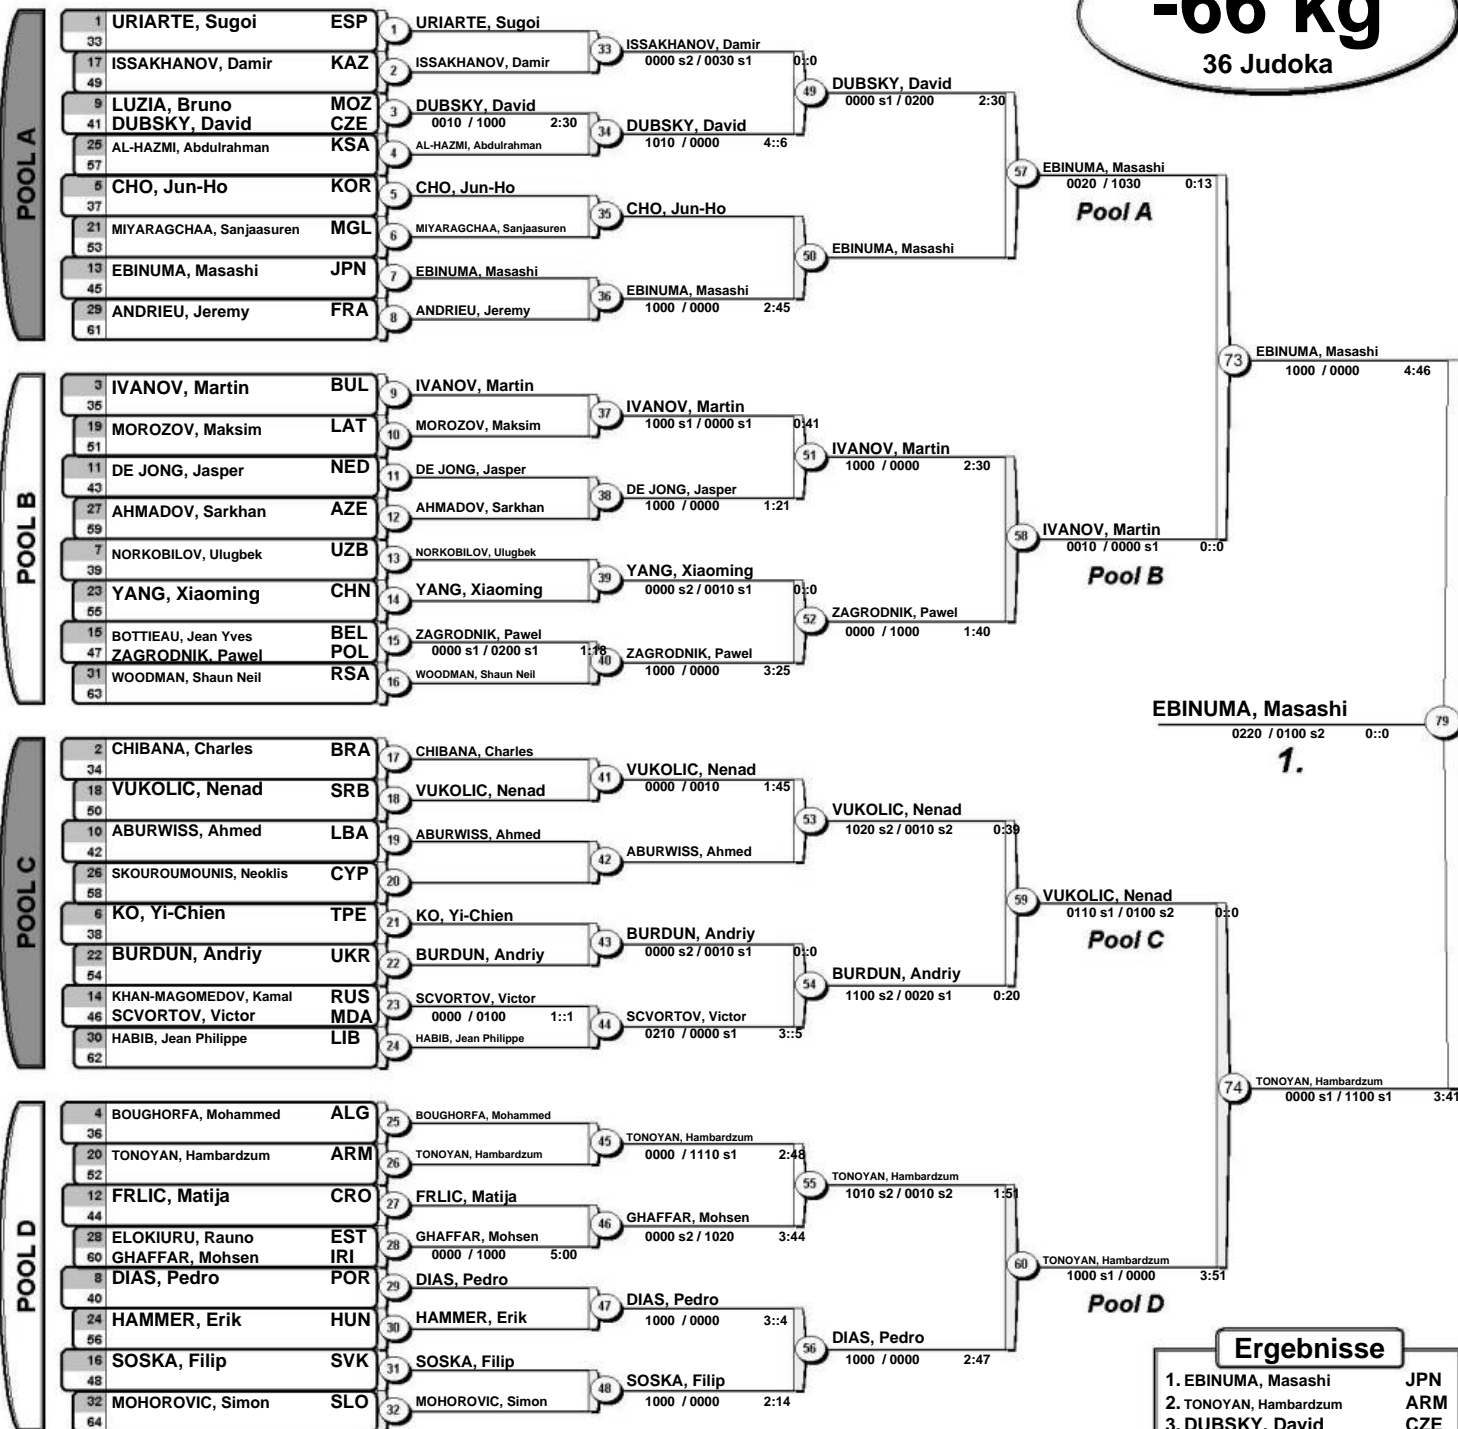 -66 kg
36 Judoka
POOL A
1 URIARTE, Sugoi ESP
33
17 ISSAKHANOV, Damir KAZ
49
9 LUZIA, Bruno MOZ
41 DUBSKY, David CZE
25 AL-HAZMI, Abdulrahman KSA
57
5 CHO, Jun-Ho KOR
37
21 MIYARAGCHAA, Sanjaasuren MGL
53
13 EBINUMA, Masashi JPN
45
29 ANDRIEU, Jeremy FRA
61
1 URIARTE, Sugoi
2 ISSAKHANOV, Damir
3 DUBSKY, David
0010 / 1000 2:30
4 AL-HAZMI, Abdulrahman
5 CHO, Jun-Ho
6 MIYARAGCHAA, Sanjaasuren
7 EBINUMA, Masashi
8 ANDRIEU, Jeremy
33 ISSAKHANOV, Damir
0000 s2 / 0030 s1 0::0
34 DUBSKY, David
1010 / 0000 4::6
35 CHO, Jun-Ho
36 EBINUMA, Masashi
1000 / 0000 2:45
49 DUBSKY, David
0000 s1 / 0200 2:30
50 EBINUMA, Masashi
57 EBINUMA, Masashi
0020 / 1030 0:13
Pool A
POOL B
3 IVANOV, Martin BUL
35
19 MOROZOV, Maksim LAT
51
11 DE JONG, Jasper NED
43
27 AHMADOV, Sarkhan AZE
59
7 NORKOBILOV, Ulugbek UZB
39
23 YANG, Xiaoming CHN
55
15 BOTTIEAU, Jean Yves BEL
47 ZAGRODNIK, Pawel POL
31 WOODMAN, Shaun Neil RSA
63
9 IVANOV, Martin
10 MOROZOV, Maksim
11 DE JONG, Jasper
12 AHMADOV, Sarkhan
13 NORKOBILOV, Ulugbek
14 YANG, Xiaoming
15 ZAGRODNIK, Pawel
0000 s1 / 0200 s1 1:18
16 WOODMAN, Shaun Neil
37 IVANOV, Martin
1000 s1 / 0000 s1 0:41
38 DE JONG, Jasper
1000 / 0000 1:21
39 YANG, Xiaoming
0000 s2 / 0010 s1 0::0
40 ZAGRODNIK, Pawel
1000 / 0000 3:25
51 IVANOV, Martin
1000 / 0000 2:30
52 ZAGRODNIK, Pawel
0000 / 1000 1:40
58 IVANOV, Martin
0010 / 0000 s1 0::0
Pool B
73 EBINUMA, Masashi
1000 / 0000 4:46
EBINUMA, Masashi 79
0220 / 0100 s2 0::0
1.
POOL C
2 CHIBANA, Charles BRA
34
18 VUKOLIC, Nenad SRB
50
10 ABURWISS, Ahmed LBA
42
26 SKOUROUMOUNIS, Neoklis CYP
58
6 KO, Yi-Chien TPE
38
22 BURDUN, Andriy UKR
54
14 KHAN-MAGOMEDOV, Kamal RUS
46 SCVORTOV, Victor MDA
30 HABIB, Jean Philippe LIB
62
17 CHIBANA, Charles
18 VUKOLIC, Nenad
19 ABURWISS, Ahmed
20
21 KO, Yi-Chien
22 BURDUN, Andriy
23 SCVORTOV, Victor
0000 / 0100 1::1
24 HABIB, Jean Philippe
41 VUKOLIC, Nenad
0000 / 0010 1:45
42 ABURWISS, Ahmed
43 BURDUN, Andriy
0000 s2 / 0010 s1 0::0
44 SCVORTOV, Victor
0210 / 0000 s1 3::5
53 VUKOLIC, Nenad
1020 s2 / 0010 s2 0:39
54 BURDUN, Andriy
1100 s2 / 0020 s1 0:20
59 VUKOLIC, Nenad
0110 s1 / 0100 s2 0::0
Pool C
POOL D
4 BOUGHORFA, Mohammed ALG
36
20 TONOYAN, Hambardzum ARM
52
12 FRLIC, Matija CRO
44
28 ELOKIURU, Rauno EST
60 GHAFFAR, Mohsen IRI
8 DIAS, Pedro POR
40
24 HAMMER, Erik HUN
56
16 SOSKA, Filip SVK
48
32 MOHOROVIC, Simon SLO
64
25 BOUGHORFA, Mohammed
26 TONOYAN, Hambardzum
27 FRLIC, Matija
28 GHAFFAR, Mohsen
0000 / 1000 5:00
29 DIAS, Pedro
30 HAMMER, Erik
31 SOSKA, Filip
32 MOHOROVIC, Simon
45 TONOYAN, Hambardzum
0000 / 1110 s1 2:48
46 GHAFFAR, Mohsen
0000 s2 / 1020 3:44
47 DIAS, Pedro
1000 / 0000 3::4
48 SOSKA, Filip
1000 / 0000 2:14
55 TONOYAN, Hambardzum
1010 s2 / 0010 s2 1:51
56 DIAS, Pedro
1000 / 0000 2:47
60 TONOYAN, Hambardzum
1000 s1 / 0000 3:51
Pool D
74 TONOYAN, Hambardzum
0000 s1 / 1100 s1 3:41
Ergebnisse
1. EBINUMA, Masashi JPN
2. TONOYAN, Hambardzum ARM
3. DUBSKY, David CZE